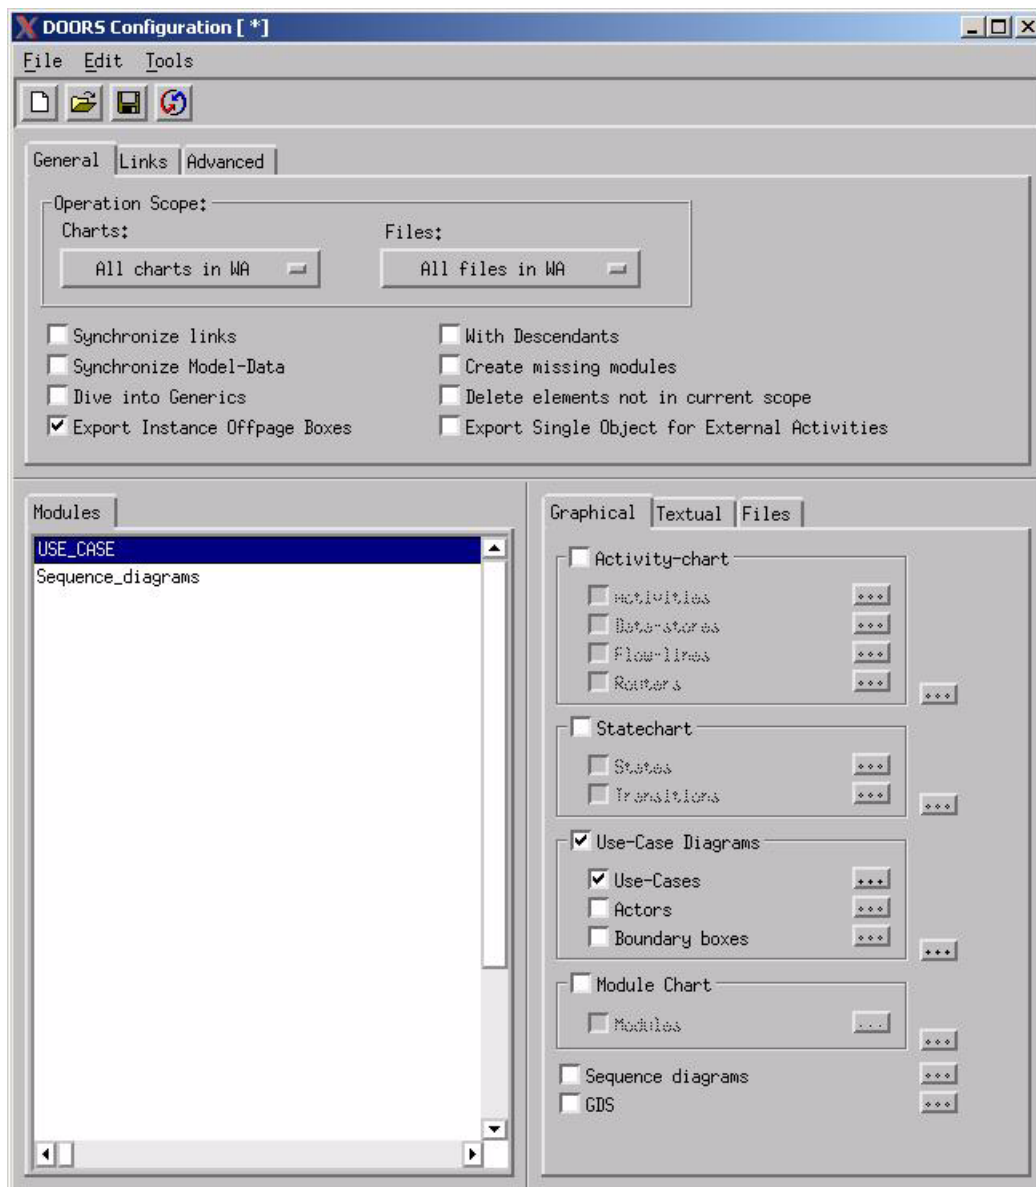 DOORS Configuration [ *]
File Edit Tools
General Links Advanced
Operation Scope:
Charts: Files:
All charts in WA All files in WA
Synchronize links With Descendants
Synchronize Model-Data Create missing modules
Dive into Generics Delete elements not in current scope
Export Instance Offpage Boxes Export Single Object for External Activities
Modules
USE_CASE
Sequence_diagrams
Graphical Textual Files
Activity-chart
Activities ...
Data-stores ...
Flow-lines ...
Routers ...
...
Statechart
States ...
Transitions ...
...
Use-Case Diagrams
Use-Cases ...
Actors ...
Boundary boxes ...
...
Module Chart
Modules ...
...
Sequence diagrams ...
GDS ...